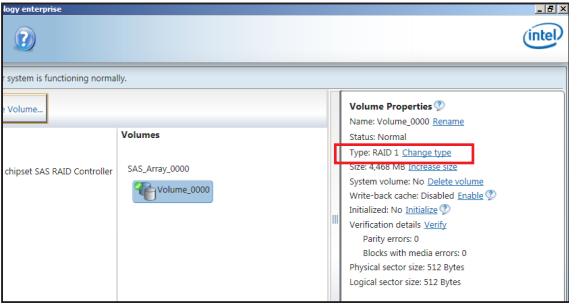 logy enterprise
intel
r system is functioning normally.
e Volume...
Volumes
chipset SAS RAID Controller
SAS_Array_0000
Volume_0000
Volume Properties
Name: Volume_0000 Rename
Status: Normal
Type: RAID 1 Change type
Size: 4,468 MB Increase size
System volume: No Delete volume
Write-back cache: Disabled Enable
Initialized: No Initialize
Verification details Verify
Parity errors: 0
Blocks with media errors: 0
Physical sector size: 512 Bytes
Logical sector size: 512 Bytes